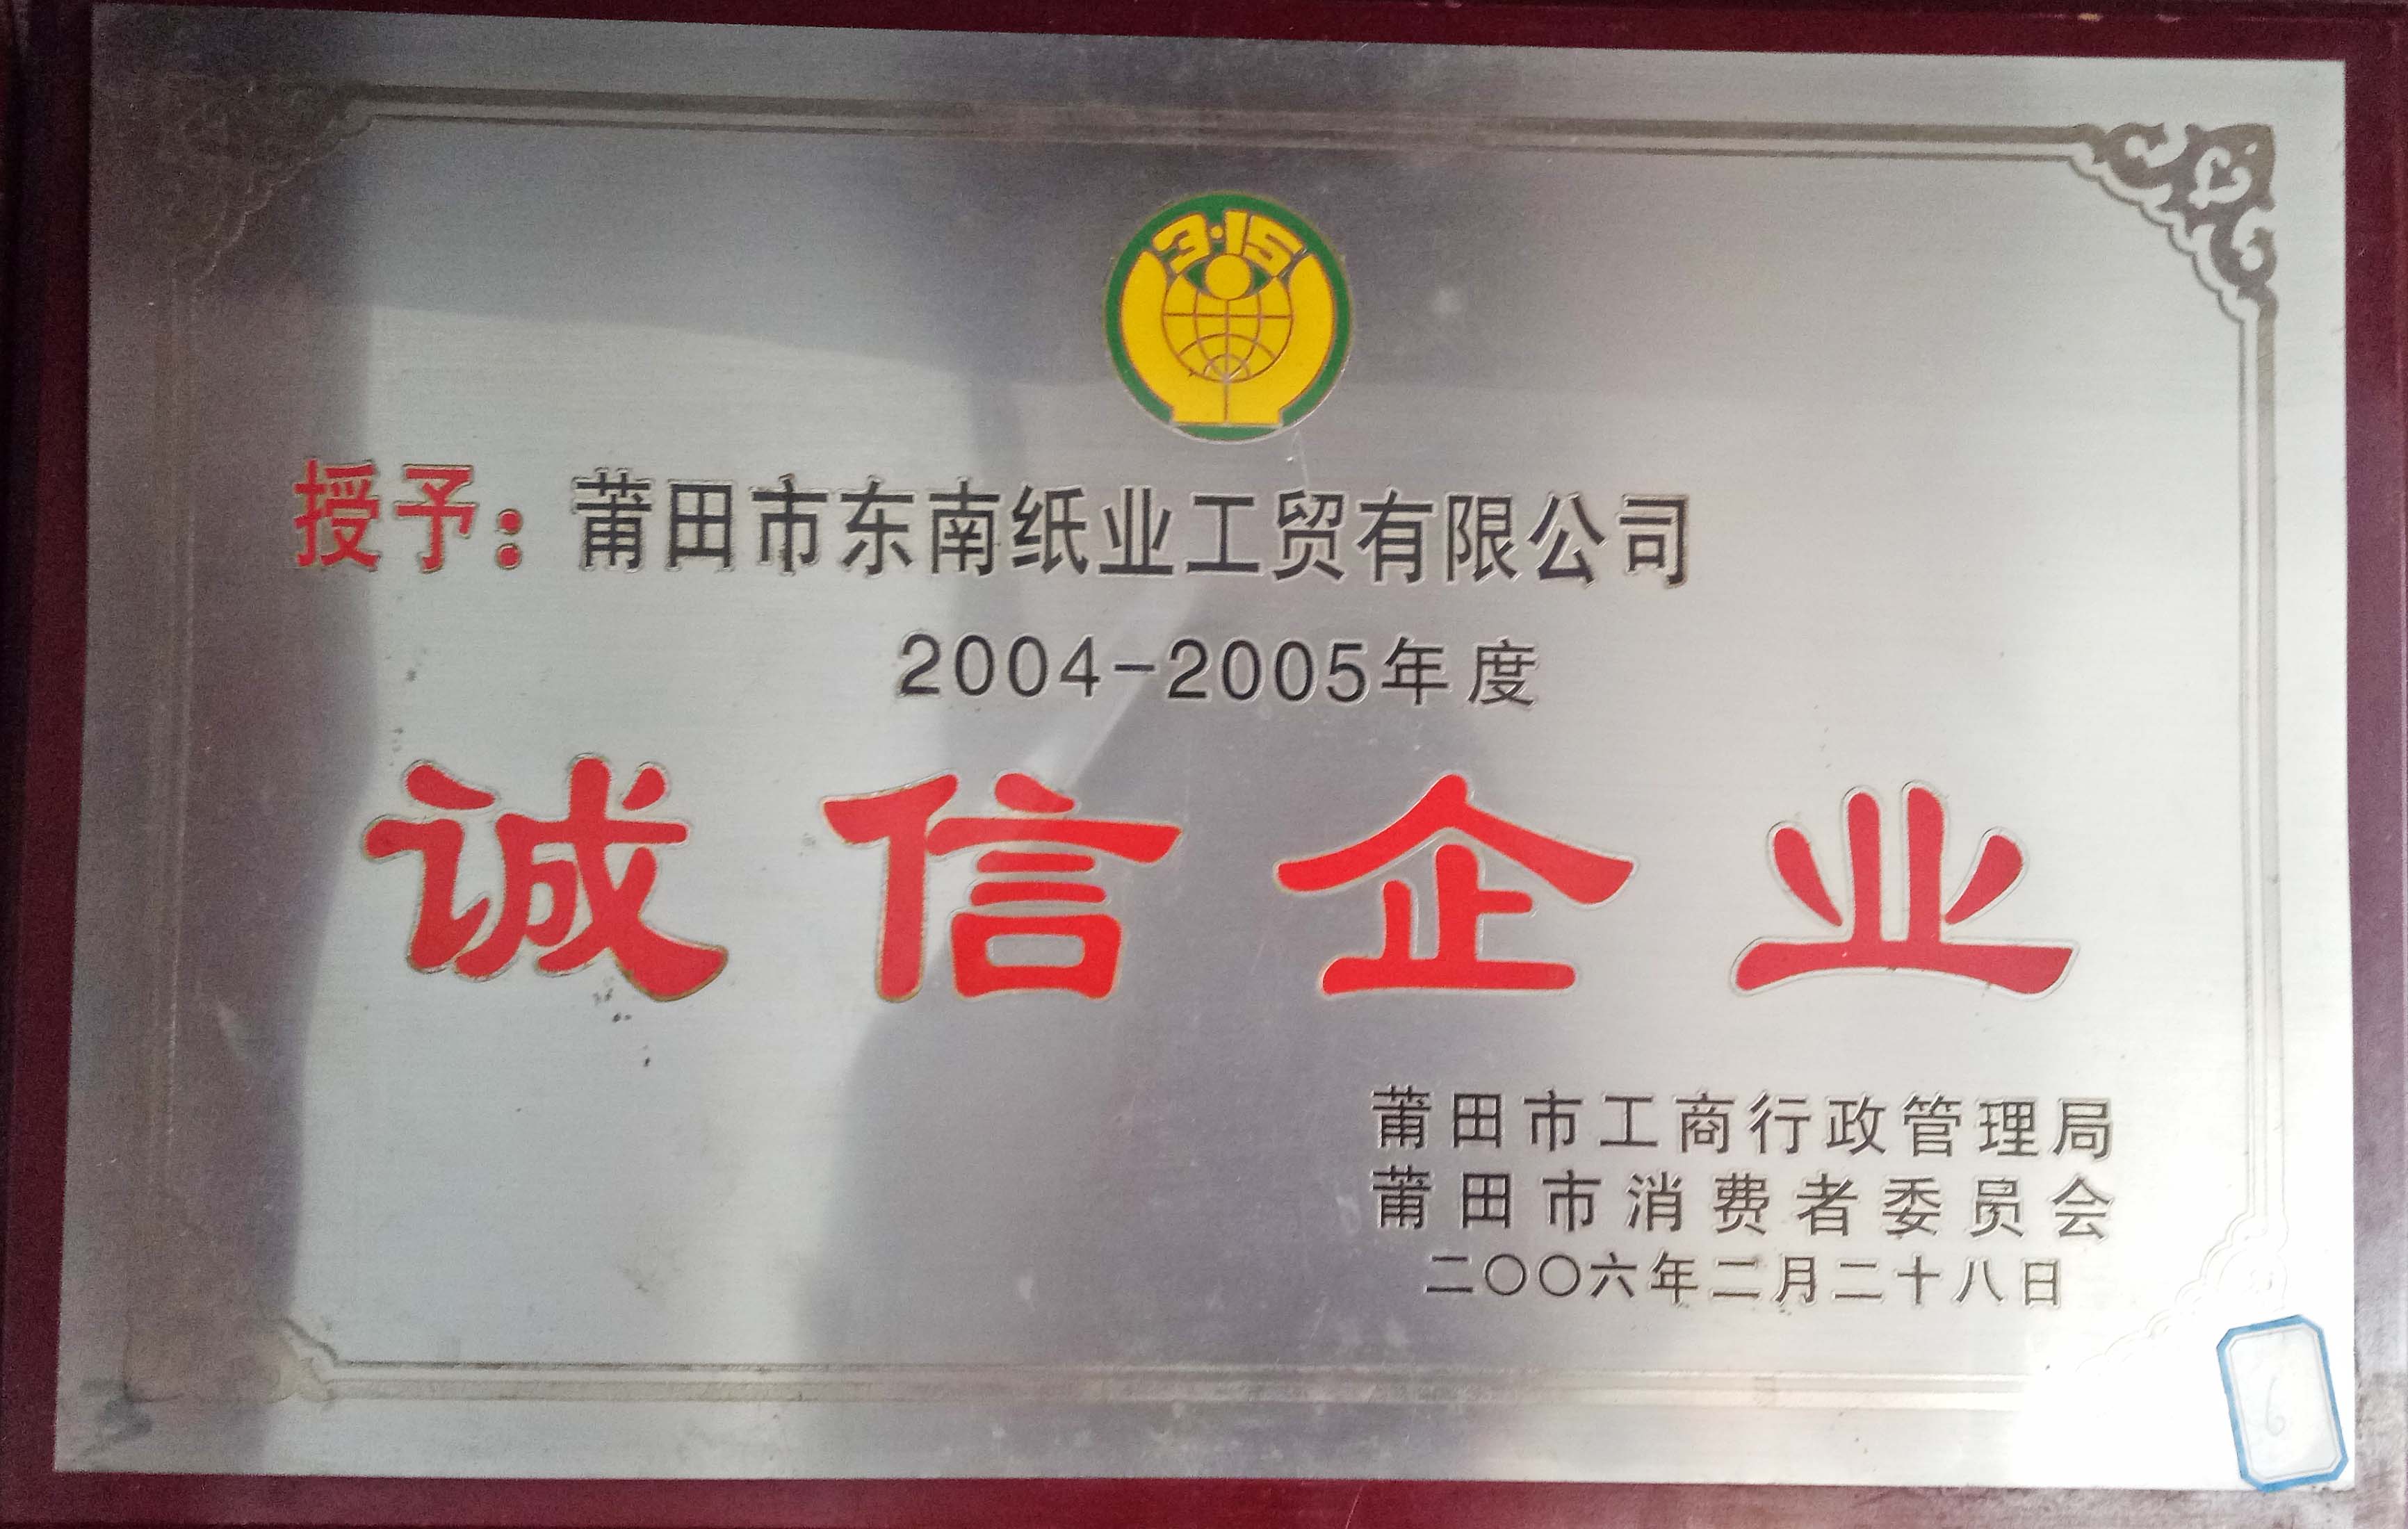 3·15
授予：莆田市东南纸业工贸有限公司
2004-2005年度
诚信企业
莆田市工商行政管理局
莆田市消费者委员会
二〇〇六年二月二十八日
6